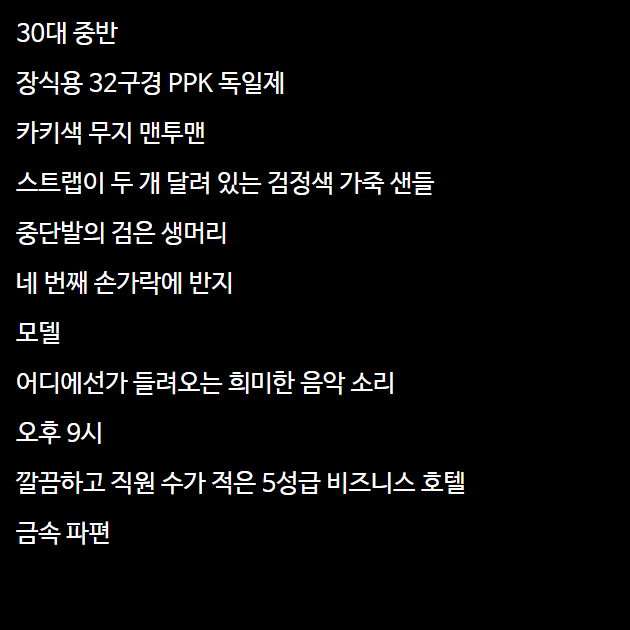 30대 중반
장식용 32구경 PPK 독일제
카키색 무지 맨투맨
스트랩이 두 개 달려 있는 검정색 가죽 샌들
중단발의 검은 생머리
네 번째 손가락에 반지
모델
어디에선가 들려오는 희미한 음악 소리
오후 9시
깔끔하고 직원 수가 적은 5성급 비즈니스 호텔
금속 파편